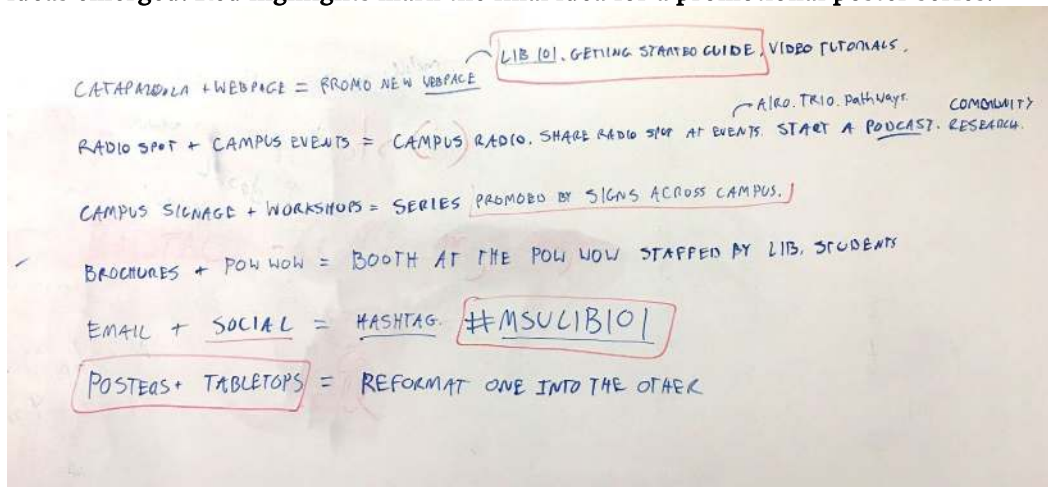 ideas emerged. Red highlights mark the final idea for a promotional poster series.
LIB 101. GETTING STARTED GUIDE, VIDEO TUTORIALS.
+ WEBPAGE = PROMO NEW WEBPAGE
AIRO. TRIO. Pathways. COMMUNITY
RADIO SPOT + CAMPUS EVENTS = CAMPUS RADIO. SHARE RADIO SPOT AT EVENTS. START A PODCAST. RESEARCH.
CAMPUS SIGNAGE + WORKSHOPS = SERIES PROMOED BY SIGNS ACROSS CAMPUS.
BROCHURES + POW WOW = BOOTH AT THE POW WOW STAFFED BY LIB. STUDENTS
EMAIL + SOCIAL = HASHTAG. #MSULIB101
POSTERS + TABLETOPS = REFORMAT ONE INTO THE OTHER